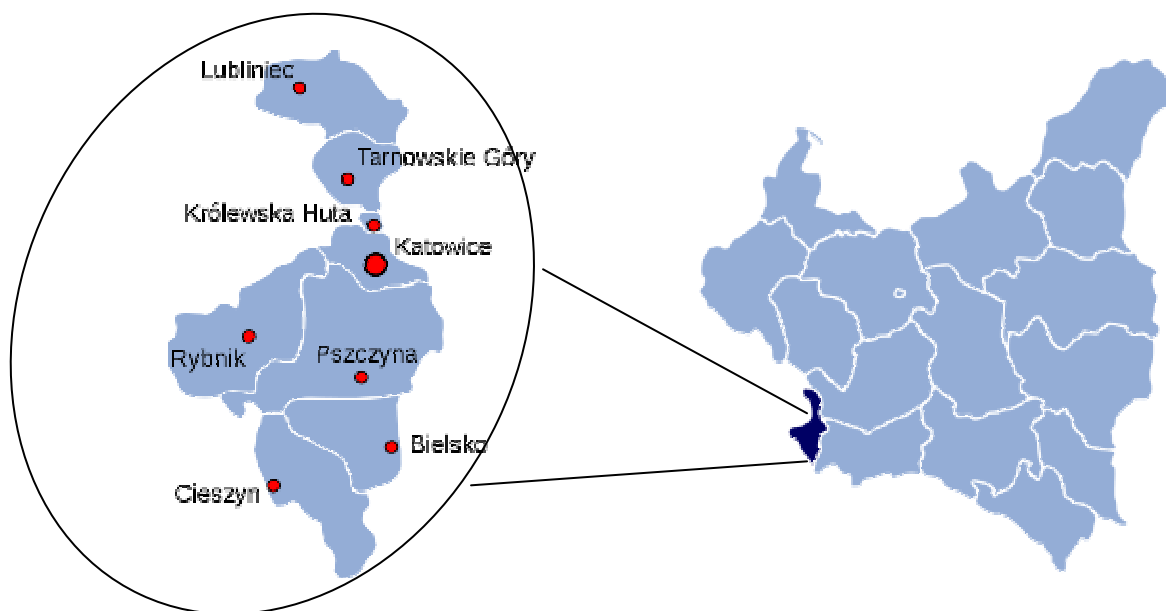 Lubliniec
Tarnowskie Góry
Królewska Huta
Katowice
Rybnik
Pszczyna
Bielsko
Cieszyn